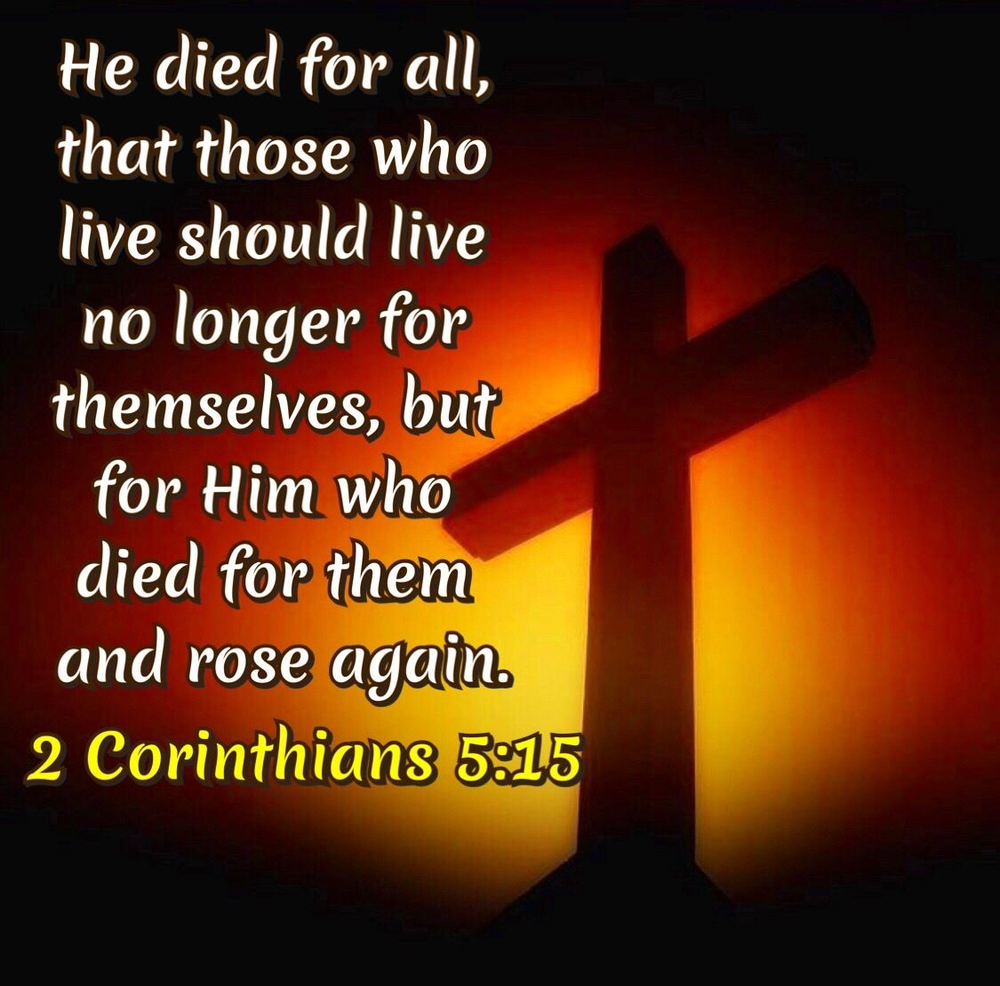 He died for all,
that those who
live should live
no longer for
themselves, but
for Him who
died for them
and rose again.
2 Corinthians 5:15